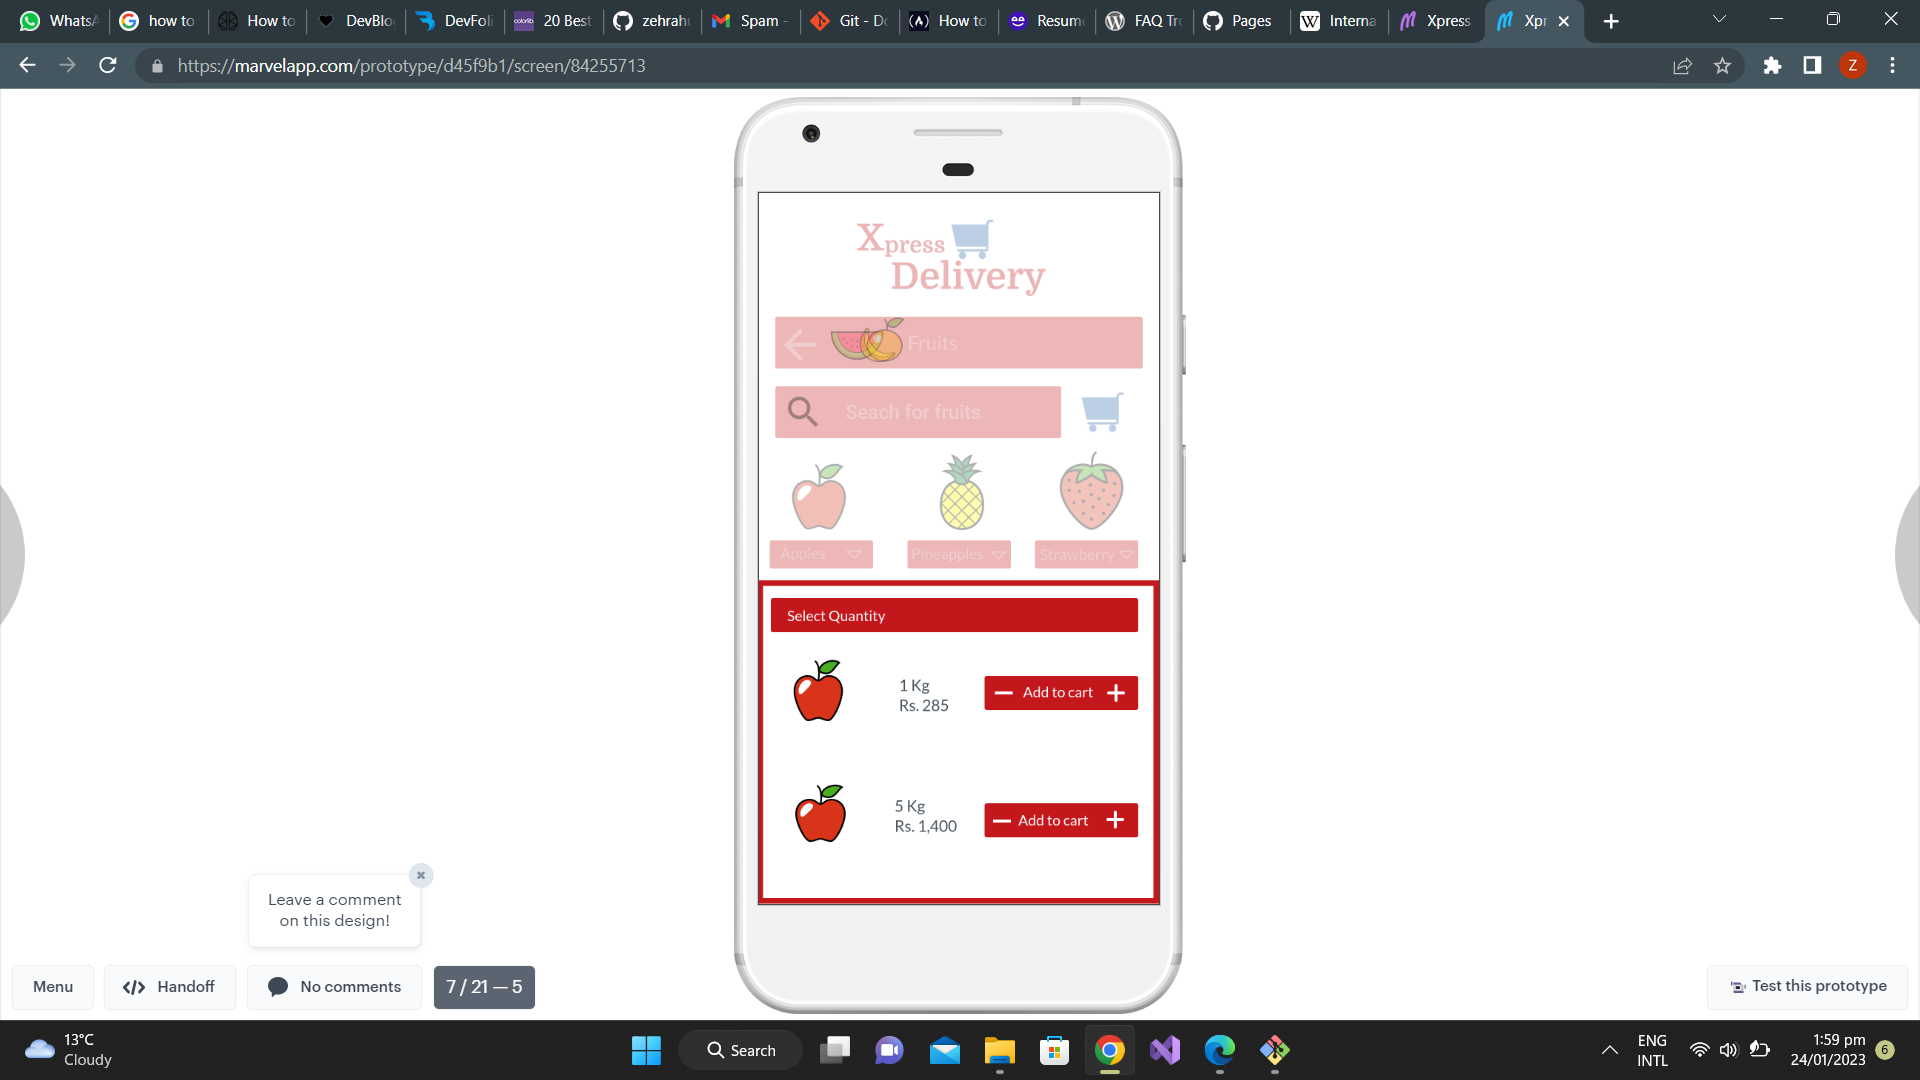 WhatsA
how to
How to
DevBlo
DevFoli
20 Best
zehrah
Spam -
Git - Do
How to
Resume
FAQ Tro
Pages
Interna
Xpress
Xpr
https://marvelapp.com/prototype/d45f9b1/screen/84255713
Z
Xpress
Delivery
Fruits
Seach for fruits
Apples
Pineapples
Strawberry
Select Quantity
1 Kg
Rs. 285
Add to cart
5 Kg
Rs. 1,400
Add to cart
Leave a comment
on this design!
Menu
Handoff
No comments
7 / 21 — 5
Test this prototype
13°C
Cloudy
Search
ENG
INTL
1:59 pm
24/01/2023
6